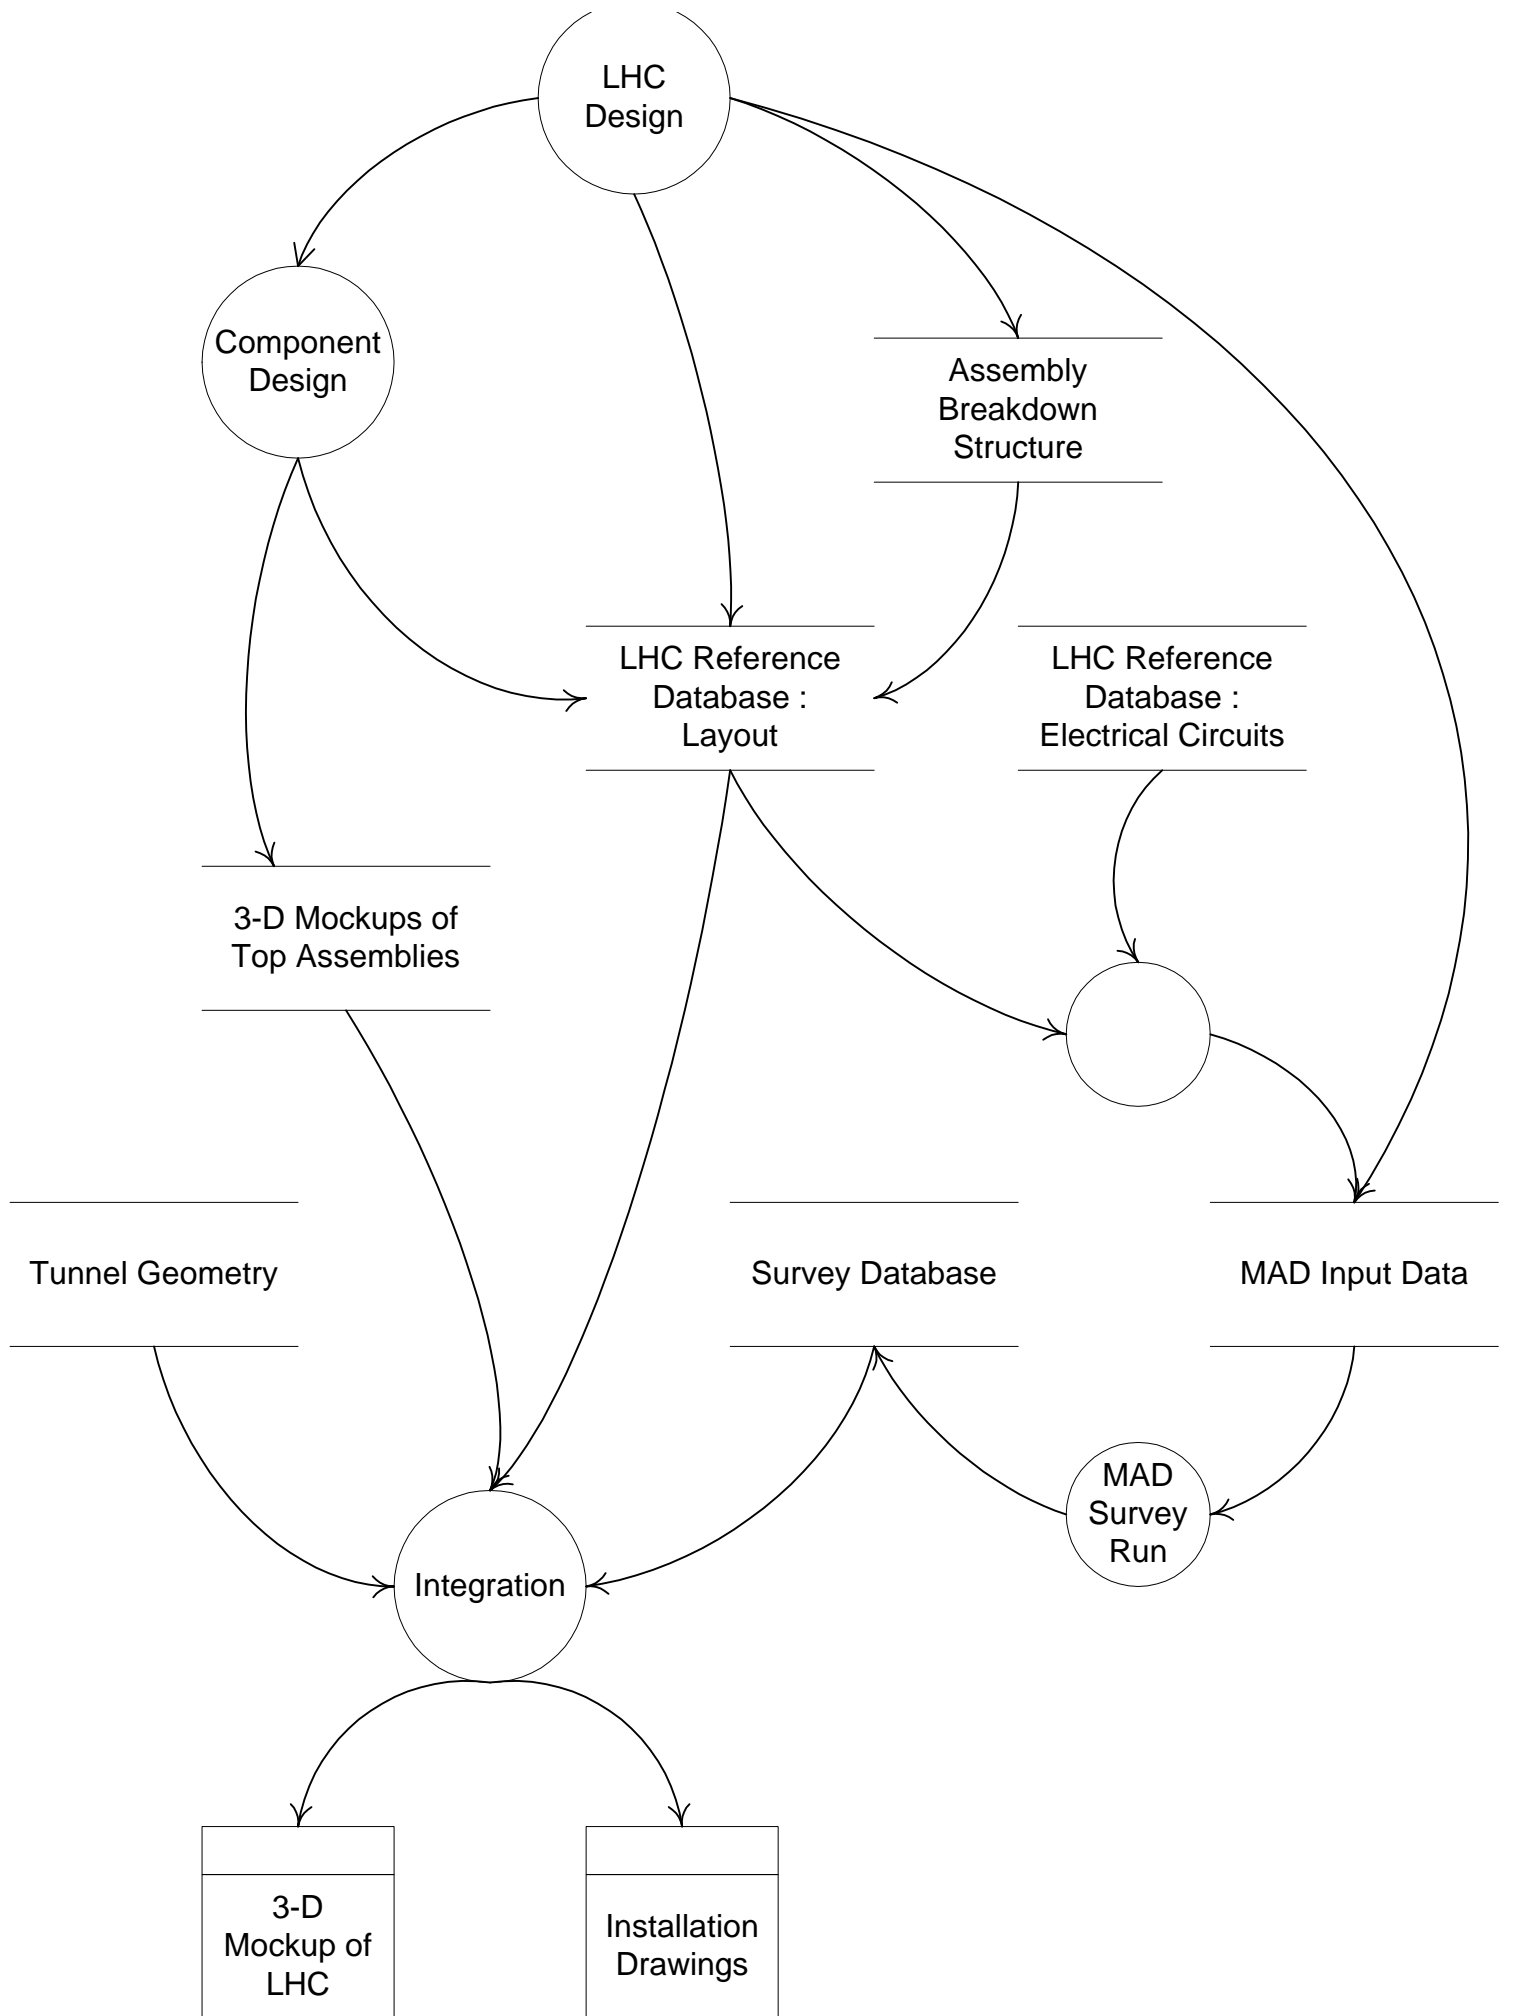 LHC
Design
Component
Design
Assembly
Breakdown
Structure
LHC Reference
Database :
Layout
LHC Reference
Database :
Electrical Circuits
3-D Mockups of
Top Assemblies
Tunnel Geometry
Survey Database
MAD Input Data
MAD
Survey
Run
Integration
3-D
Mockup of
LHC
Installation
Drawings